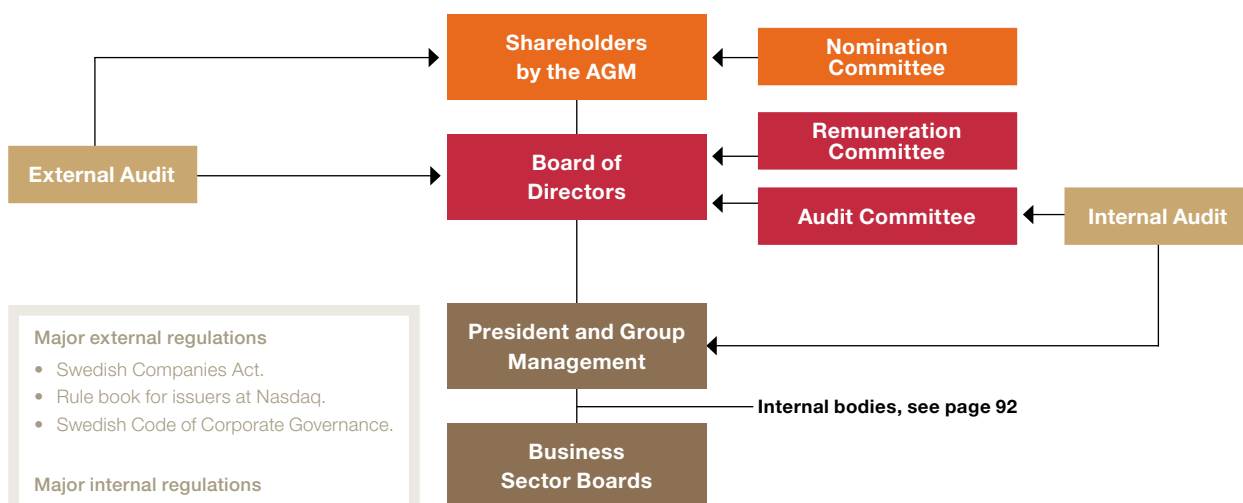 Shareholders
by the AGM
Nomination
Committee
Remuneration
Committee
External Audit
Board of
Directors
Audit Committee
Internal Audit
President and Group
Management
Internal bodies, see page 92
Business
Sector Boards
Major external regulations
• Swedish Companies Act.
• Rule book for issuers at Nasdaq.
• Swedish Code of Corporate Governance.
Major internal regulations